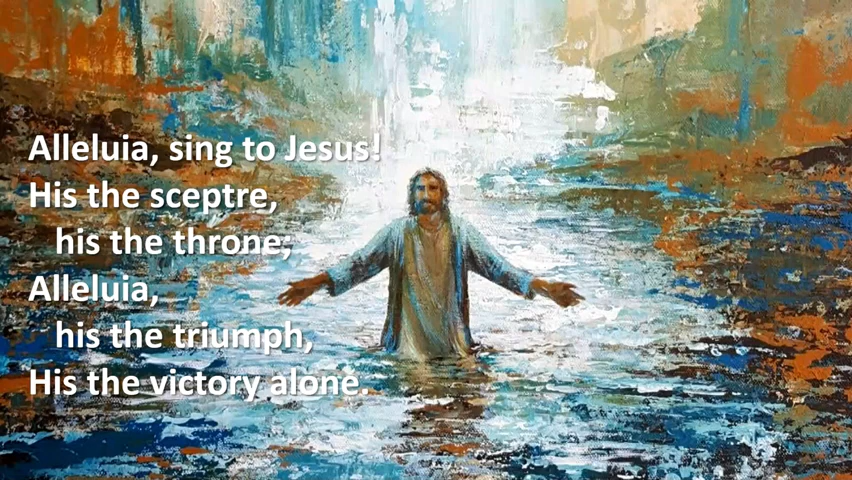 Alleluia, sing to Jesus!
His the sceptre,
his the throne;
Alleluia,
his the triumph,
His the victory alone.